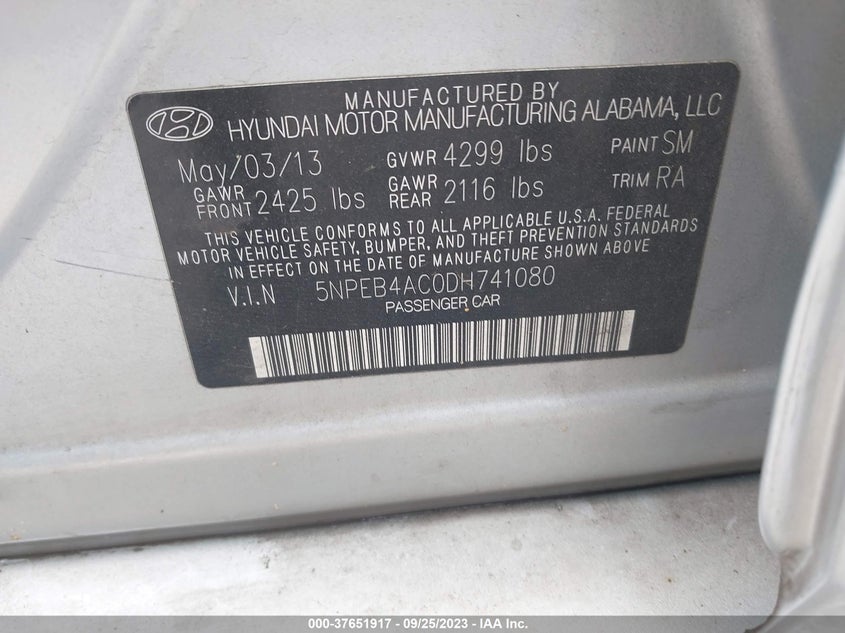 MANUFACTURED BY
HYUNDAI MOTOR MANUFACTURING ALABAMA, LLC
May/03/13 GVWR 4299 lbs PAINT SM
GAWR FRONT 2425 lbs GAWR REAR 2116 lbs TRIM RA
THIS VEHICLE CONFORMS TO ALL APPLICABLE U.S.A. FEDERAL
MOTOR VEHICLE SAFETY, BUMPER, AND THEFT PREVENTION STANDARDS
IN EFFECT ON THE DATE OF MANUFACTURE SHOWN ABOVE
V.I.N 5NPEB4AC0DH741080
PASSENGER CAR
000-37651917 - 09/25/2023 - IAA Inc.